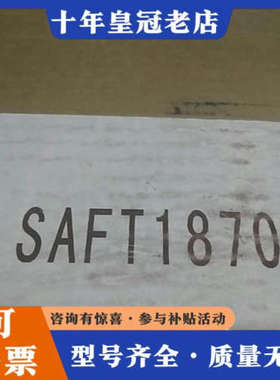 十年皇冠老店
SAFT1870
可
票
咨询有惊喜·参与补贴活动
型号齐全·质量无